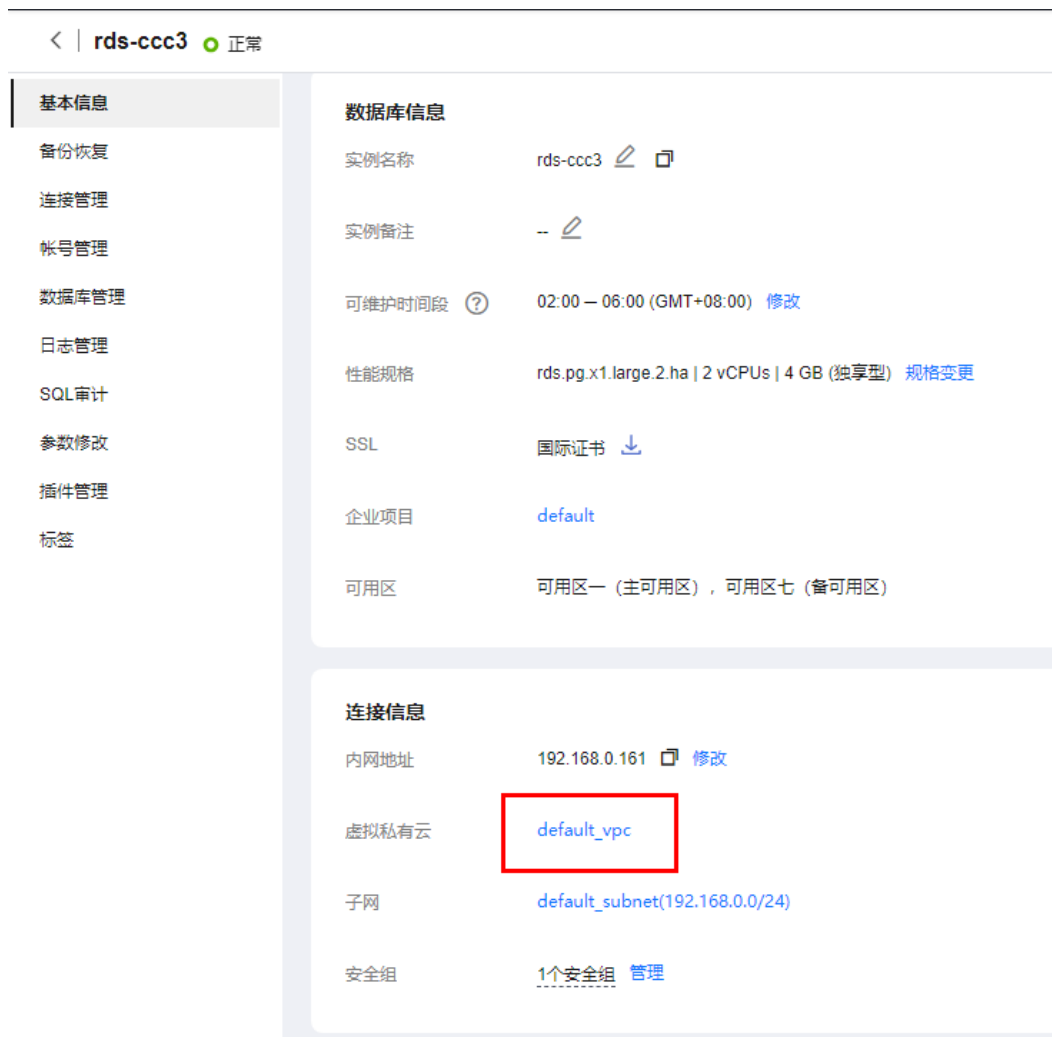 rds-ccc3 正常
基本信息
备份恢复
连接管理
帐号管理
数据库管理
日志管理
SQL审计
参数修改
插件管理
标签
数据库信息
实例名称 rds-ccc3
实例备注 --
可维护时间段 ? 02:00 — 06:00 (GMT+08:00) 修改
性能规格 rds.pg.x1.large.2.ha | 2 vCPUs | 4 GB (独享型) 规格变更
SSL 国际证书
企业项目 default
可用区 可用区一（主可用区），可用区七（备可用区）
连接信息
内网地址 192.168.0.161 修改
虚拟私有云 default_vpc
子网 default_subnet(192.168.0.0/24)
安全组 1个安全组 管理